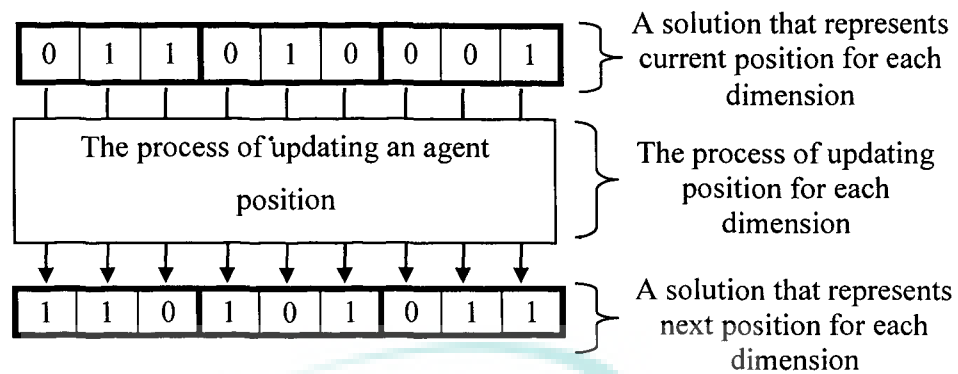 0 1 1 0 1 0 0 0 1
A solution that represents
current position for each
dimension
The process of updating an agent
position
The process of updating
position for each
dimension
1 1 0 1 0 1 0 1 1
A solution that represents
next position for each
dimension